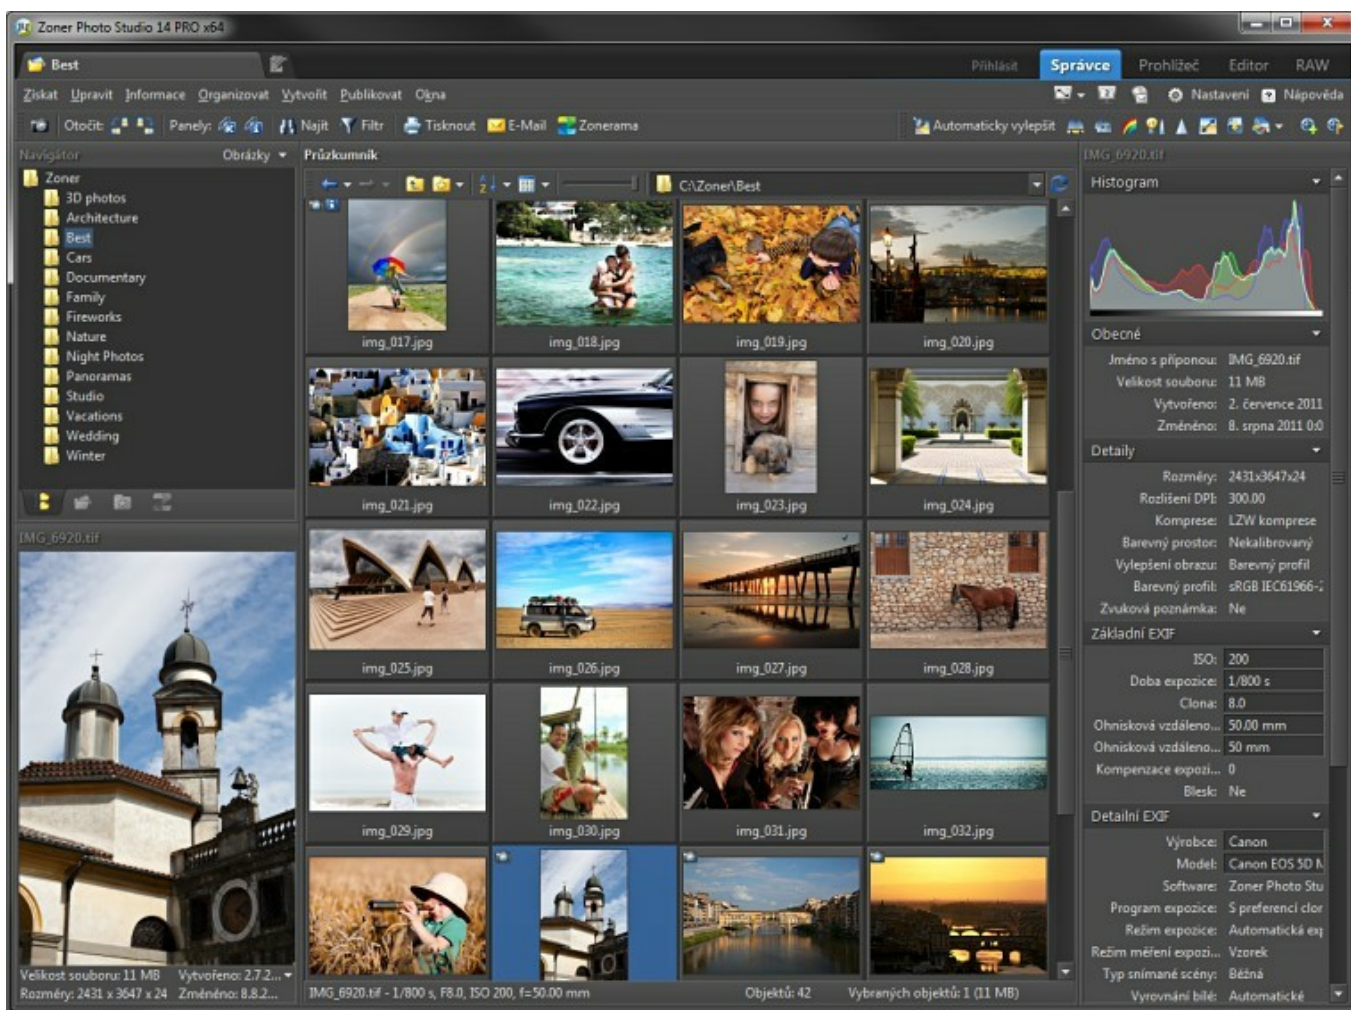 Zoner Photo Studio 14 PRO x64
Best
Přihlásit Správce Prohlížeč Editor RAW
Získat Upravit Informace Organizovat Vytvořit Publikovat Okna
Nastavení Nápověda
Otočit: Panely: Najít Filtr Tisknout E-Mail Zonerama
Automaticky vylepšit
Navigátor Obrázky
Zoner
3D photos
Architecture
Best
Cars
Documentary
Family
Fireworks
Nature
Night Photos
Panoramas
Studio
Vacations
Wedding
Winter
IMG_6920.tif
Velikost souboru: 11 MB Vytvořeno: 2.7.2...
Rozměry: 2431 x 3647 x 24 Změněno: 8.8.2...
Průzkumník
C:\Zoner\Best
img_017.jpg img_018.jpg img_019.jpg img_020.jpg
img_021.jpg img_022.jpg img_023.jpg img_024.jpg
img_025.jpg img_026.jpg img_027.jpg img_028.jpg
img_029.jpg img_030.jpg img_031.jpg img_032.jpg
IMG_6920.tif - 1/800 s, F8.0, ISO 200, f=50.00 mm
Objektů: 42 Vybraných objektů: 1 (11 MB)
IMG_6920.tif
Histogram
Obecné
Jméno s příponou: IMG_6920.tif
Velikost souboru: 11 MB
Vytvořeno: 2. července 2011
Změněno: 8. srpna 2011 0:0
Detaily
Rozměry: 2431x3647x24
Rozlišení DPI: 300.00
Komprese: LZW komprese
Barevný prostor: Nekalibrovaný
Vylepšení obrazu: Barevný profil
Barevný profil: sRGB IEC61966-2
Zvuková poznámka: Ne
Základní EXIF
ISO: 200
Doba expozice: 1/800 s
Clona: 8.0
Ohnisková vzdáleno... 50.00 mm
Ohnisková vzdáleno... 50 mm
Kompenzace expozi... 0
Blesk: Ne
Detailní EXIF
Výrobce: Canon
Model: Canon EOS 5D M
Software: Zoner Photo Stu
Program expozice: S preferencí clon
Režim expozice: Automatická exp
Režim měření expozi... Vzorek
Typ snímané scény: Běžná
Vyrovnání bílé: Automatické